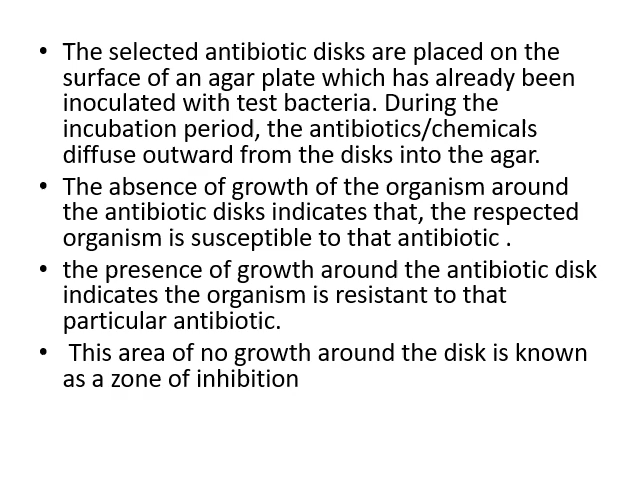 • The selected antibiotic disks are placed on the
surface of an agar plate which has already been
inoculated with test bacteria. During the
incubation period, the antibiotics/chemicals
diffuse outward from the disks into the agar.
• The absence of growth of the organism around
the antibiotic disks indicates that, the respected
organism is susceptible to that antibiotic .
• the presence of growth around the antibiotic disk
indicates the organism is resistant to that
particular antibiotic.
• This area of no growth around the disk is known
as a zone of inhibition